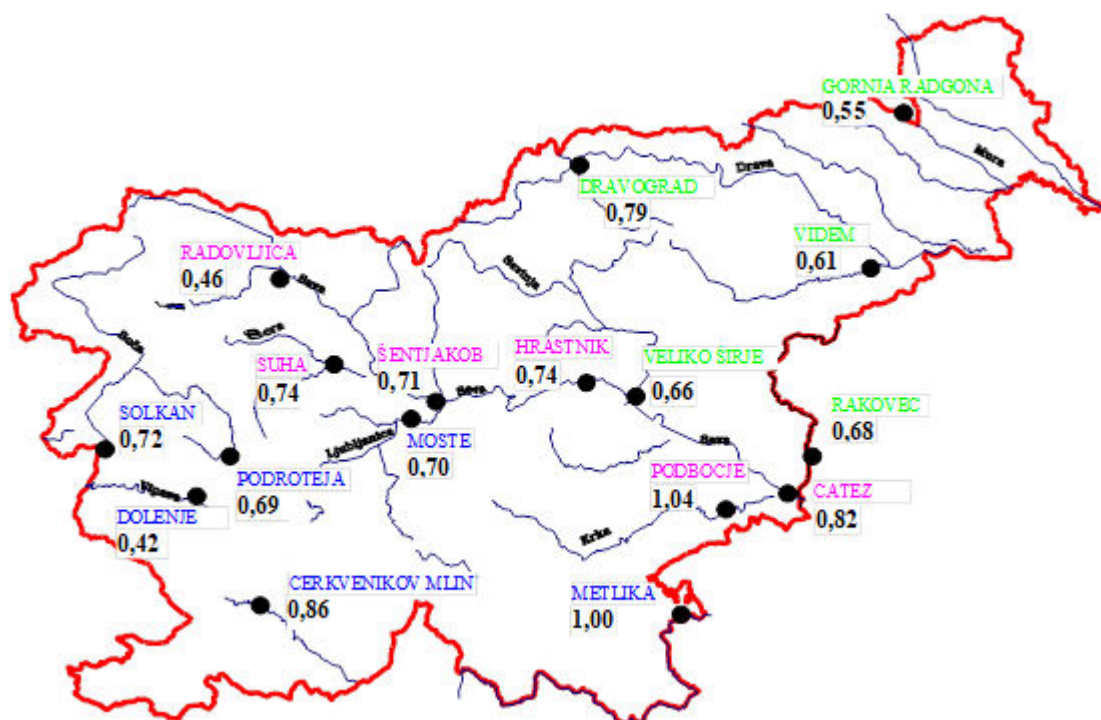 GORNJA RADGONA
0,55
Mura
Drava
DRAVOGRAD
0,79
VIDEM
0,61
RADOVLJICA
0,46
Sava
Savinja
Sora
Soča
SUHA
0,74
ŠENTJAKOB
0,71
HRASTNIK
0,74
VELIKO ŠIRJE
0,66
Sava
SOLKAN
0,72
Ljubljanica
MOSTE
0,70
RAKOVEC
0,68
Sava
PODROTEJA
0,69
PODBOCJE
1,04
CATEZ
0,82
Vipava
DOLENJE
0,42
Krka
CERKVENIKOV MLIN
0,86
METLIKA
1,00